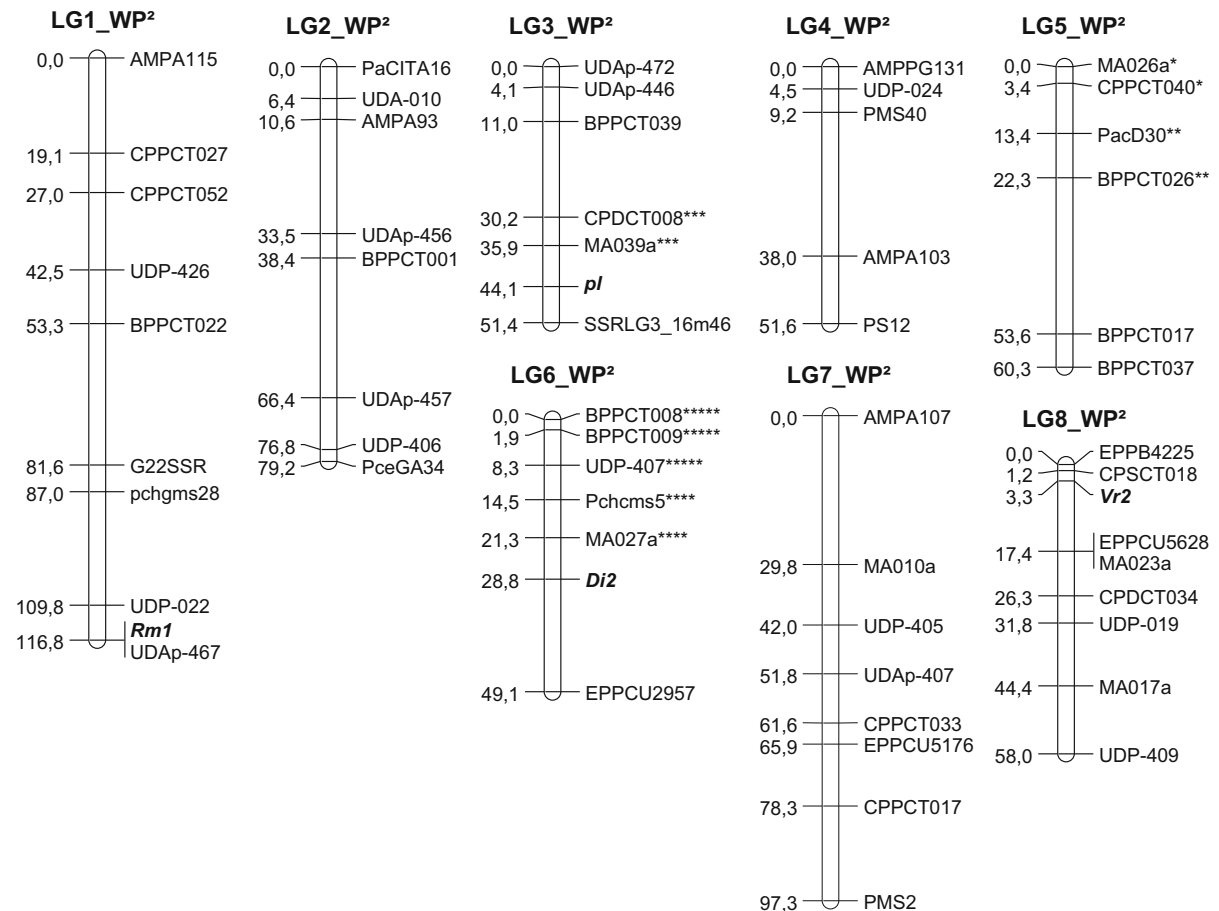 LG1_WP²
0,0 AMPA115
19,1 CPPCT027
27,0 CPPCT052
42,5 UDP-426
53,3 BPPCT022
81,6 G22SSR
87,0 pchgms28
109,8 UDP-022
116,8 Rm1
UDAp-467
LG2_WP²
0,0 PaCITA16
6,4 UDA-010
10,6 AMPA93
33,5 UDAp-456
38,4 BPPCT001
66,4 UDAp-457
76,8 UDP-406
79,2 PceGA34
LG3_WP²
0,0 UDAp-472
4,1 UDAp-446
11,0 BPPCT039
30,2 CPDCT008***
35,9 MA039a***
44,1 pl
51,4 SSRLG3_16m46
LG4_WP²
0,0 AMPPG131
4,5 UDP-024
9,2 PMS40
38,0 AMPA103
51,6 PS12
LG5_WP²
0,0 MA026a*
3,4 CPPCT040*
13,4 PacD30**
22,3 BPPCT026**
53,6 BPPCT017
60,3 BPPCT037
LG6_WP²
0,0 BPPCT008*****
1,9 BPPCT009*****
8,3 UDP-407*****
14,5 Pchcms5****
21,3 MA027a****
28,8 Di2
49,1 EPPCU2957
LG7_WP²
0,0 AMPA107
29,8 MA010a
42,0 UDP-405
51,8 UDAp-407
61,6 CPPCT033
65,9 EPPCU5176
78,3 CPPCT017
97,3 PMS2
LG8_WP²
0,0 EPPB4225
1,2 CPSCT018
3,3 Vr2
17,4 EPPCU5628
MA023a
26,3 CPDCT034
31,8 UDP-019
44,4 MA017a
58,0 UDP-409